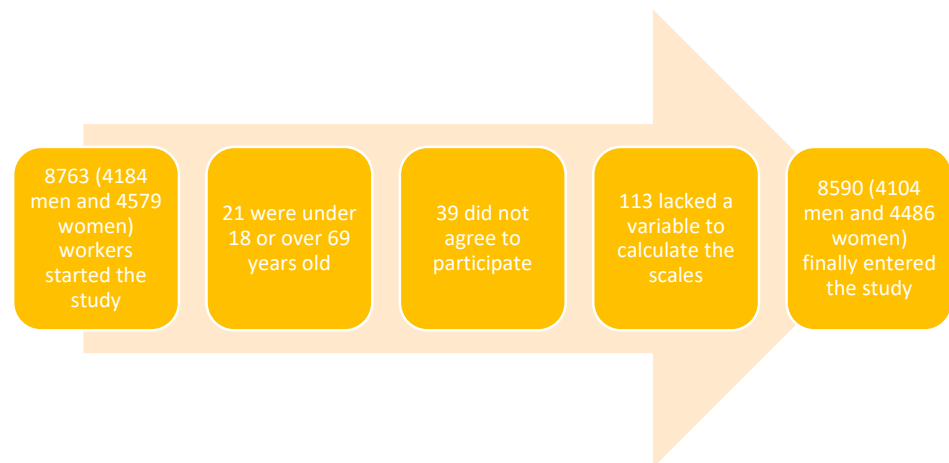 8763 (4184
men and 4579
women)
workers
started the
study
21 were under
18 or over 69
years old
39 did not
agree to
participate
113 lacked a
variable to
calculate the
scales
8590 (4104
men and 4486
women)
finally entered
the study